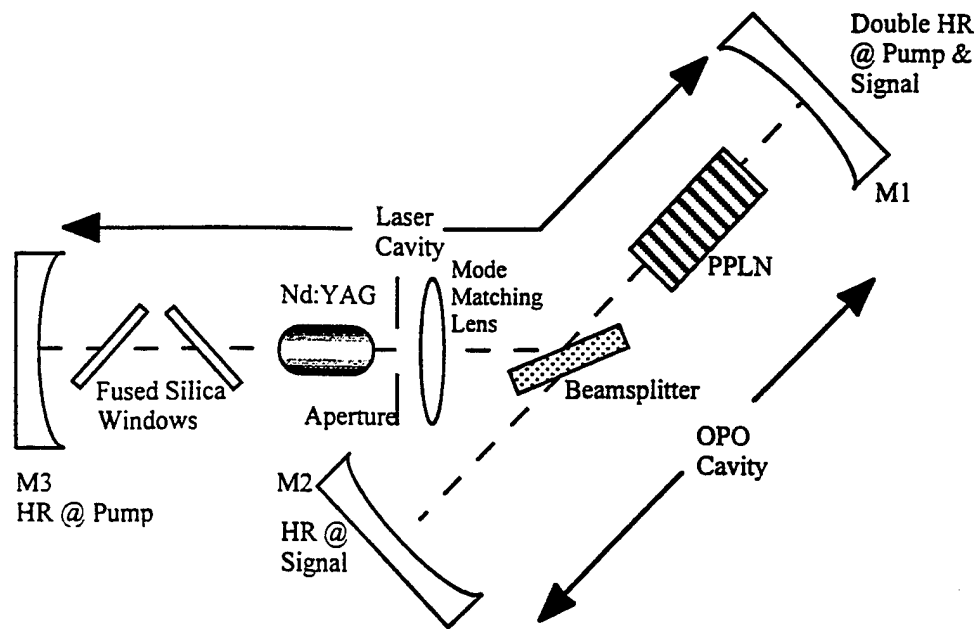 Double HR
@ Pump &
Signal
M1
Laser
Cavity
Mode
Matching
Lens
PPLN
Nd:YAG
Fused Silica
Windows
Aperture
Beamsplitter
OPO
Cavity
M3
HR @ Pump
M2
HR @
Signal